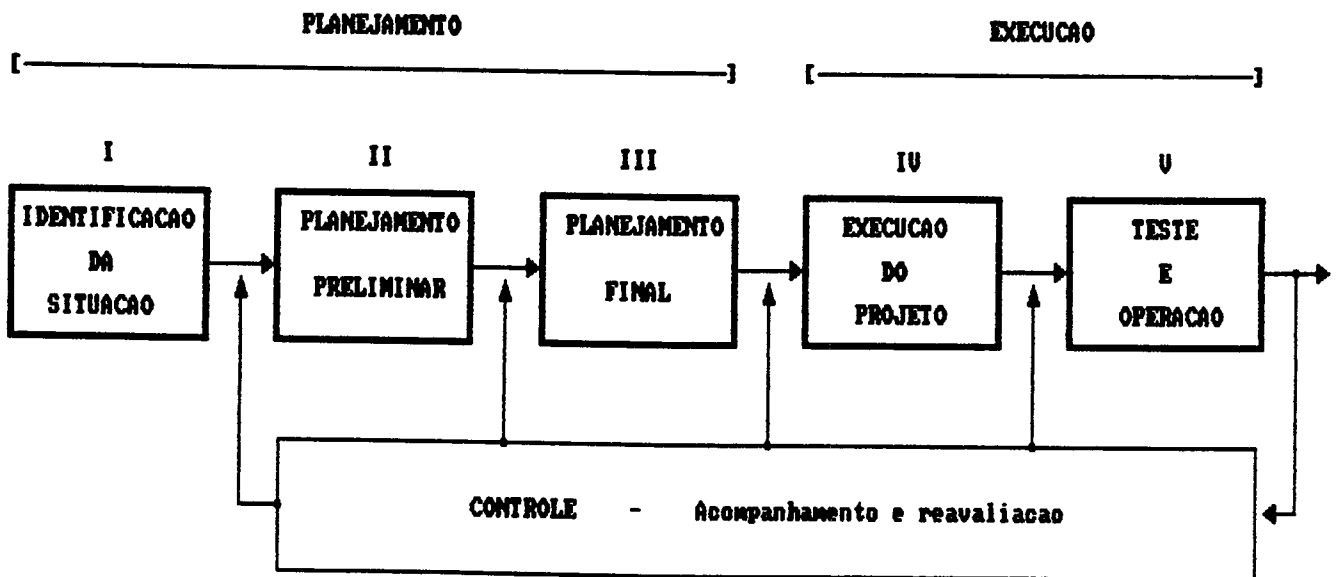 PLANEJAMENTO
EXECUCAO
I
II
III
IV
V
IDENTIFICACAO
DA
SITUACAO
PLANEJAMENTO
PRELIMINAR
PLANEJAMENTO
FINAL
EXECUCAO
DO
PROJETO
TESTE
E
OPERACAO
CONTROLE - Acompanhamento e reavaliacao